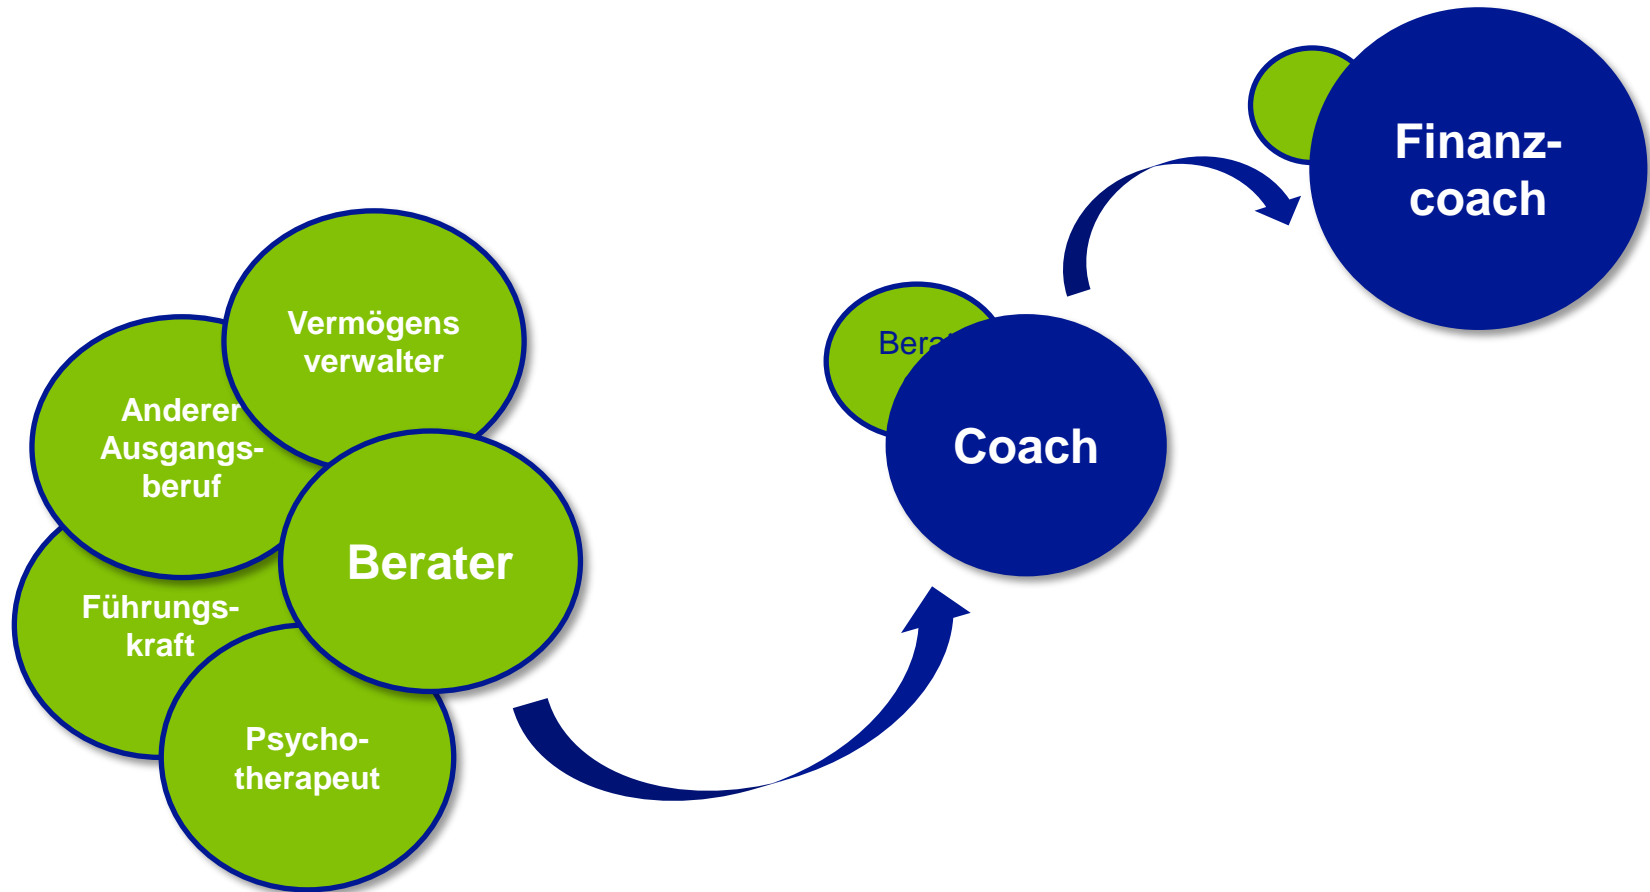 Finanz-
coach
Vermögens
verwalter
Anderer
Ausgangs-
beruf
Berater
Führungs-
kraft
Psycho-
therapeut
Coach